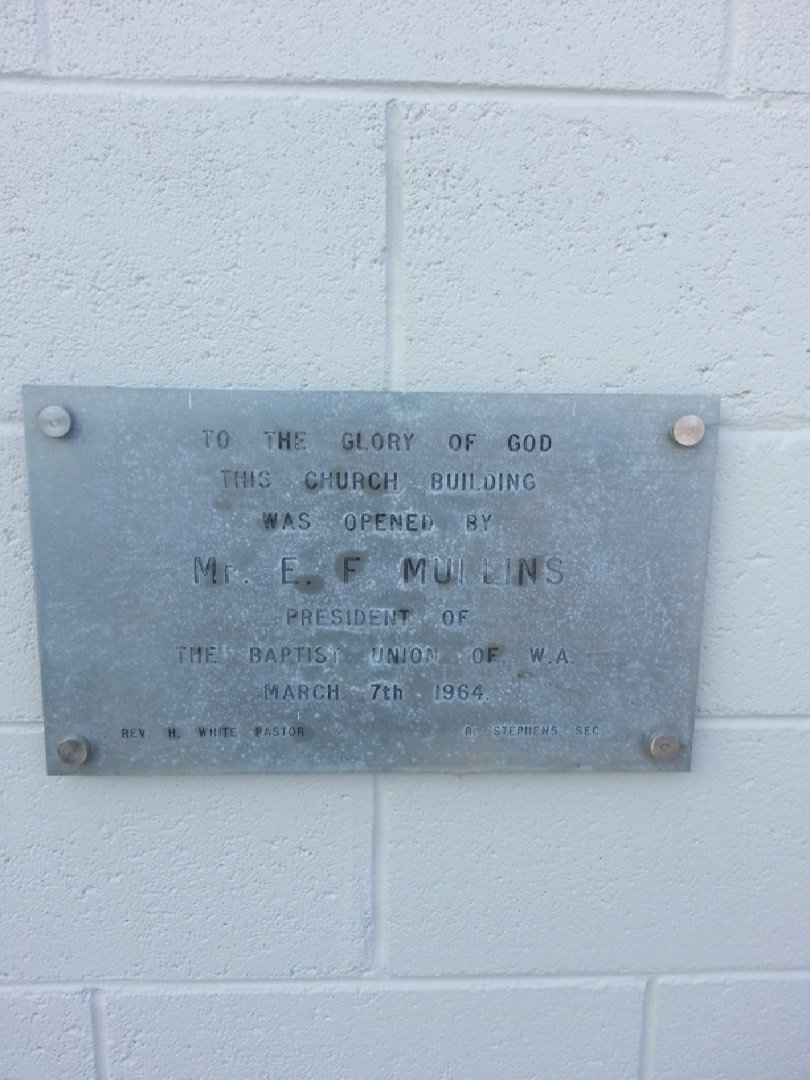 TO THE GLORY OF GOD
THIS CHURCH BUILDING
WAS OPENED BY
Mr. E. F MULLINS
PRESIDENT OF
THE BAPTIST UNION OF W.A.
MARCH 7th 1964.
REV. H. WHITE PASTOR R. STEPHENS SEC